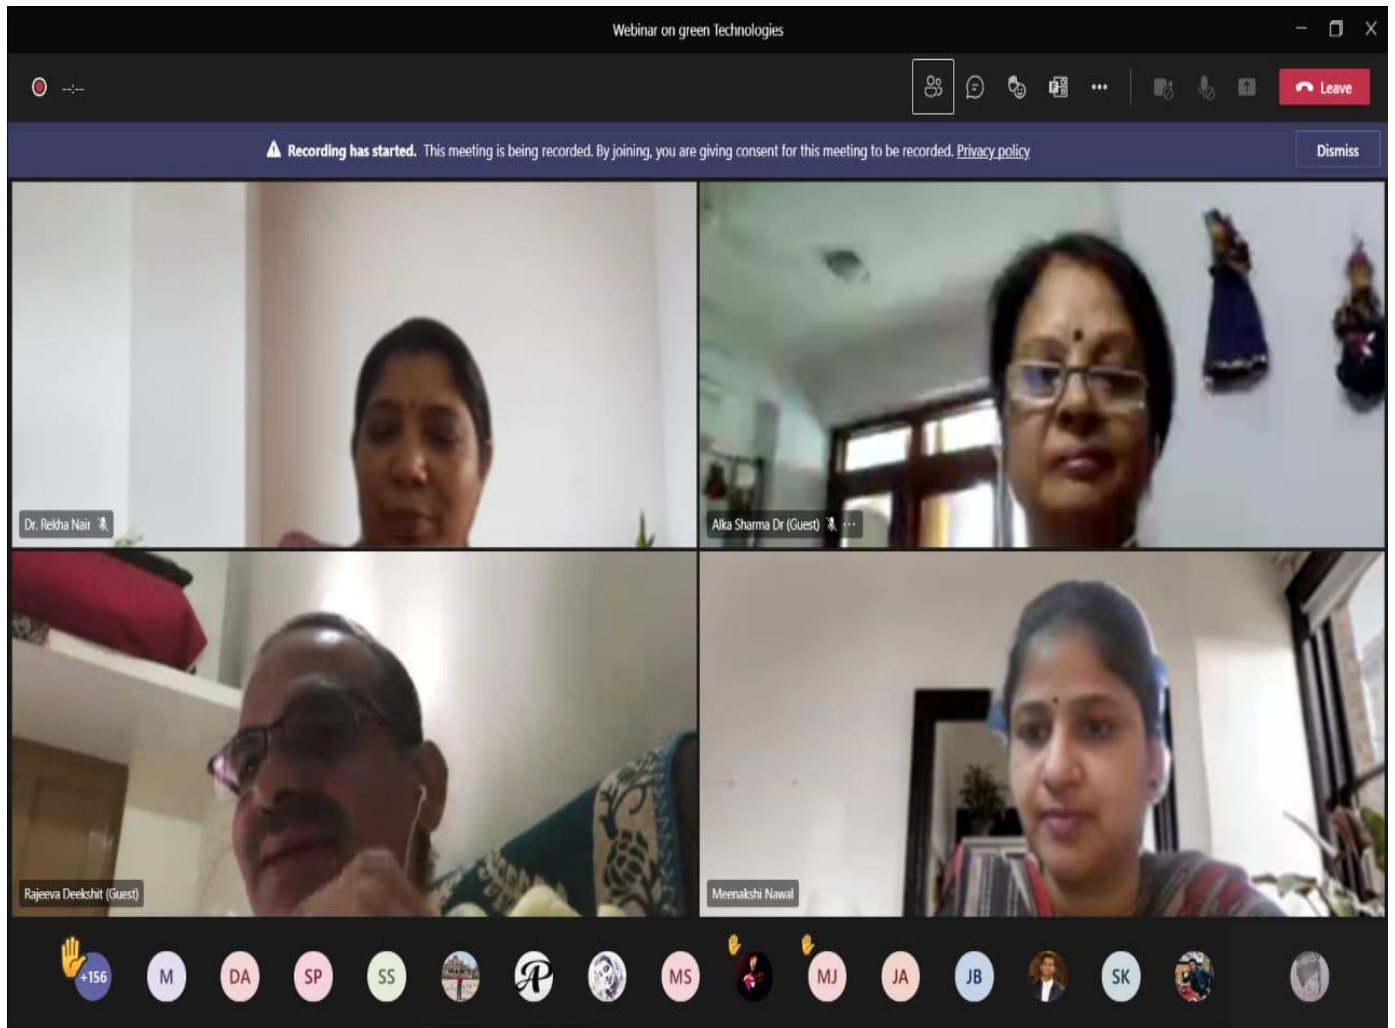 Webinar on green Technologies
--:--
Leave
Recording has started. This meeting is being recorded. By joining, you are giving consent for this meeting to be recorded. Privacy policy
Dismiss
Dr. Rekha Nair
Alka Sharma Dr (Guest)
Rajeeva Deekshit (Guest)
Meenakshi Nawal
+156
M
DA
SP
SS
AP
MS
MJ
JA
JB
SK